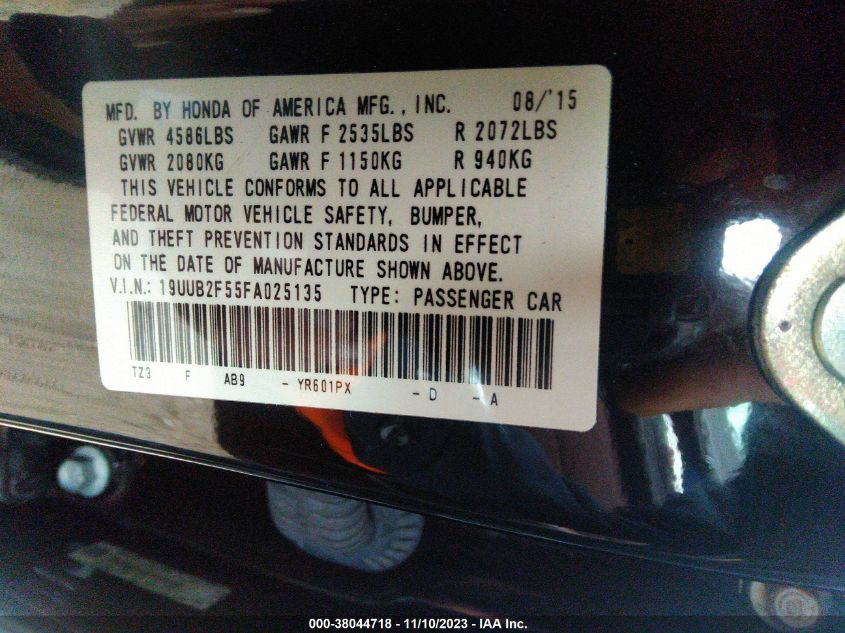 MFD. BY HONDA OF AMERICA MFG., INC. 08/'15
GVWR 4586LBS GAWR F 2535LBS R 2072LBS
GVWR 2080KG GAWR F 1150KG R 940KG
THIS VEHICLE CONFORMS TO ALL APPLICABLE
FEDERAL MOTOR VEHICLE SAFETY, BUMPER,
AND THEFT PREVENTION STANDARDS IN EFFECT
ON THE DATE OF MANUFACTURE SHOWN ABOVE.
V.I.N.: 19UUB2F55FA025135 TYPE: PASSENGER CAR
TZ3 F AB9 - YR601PX - D - A
000-38044718 - 11/10/2023 - IAA Inc.